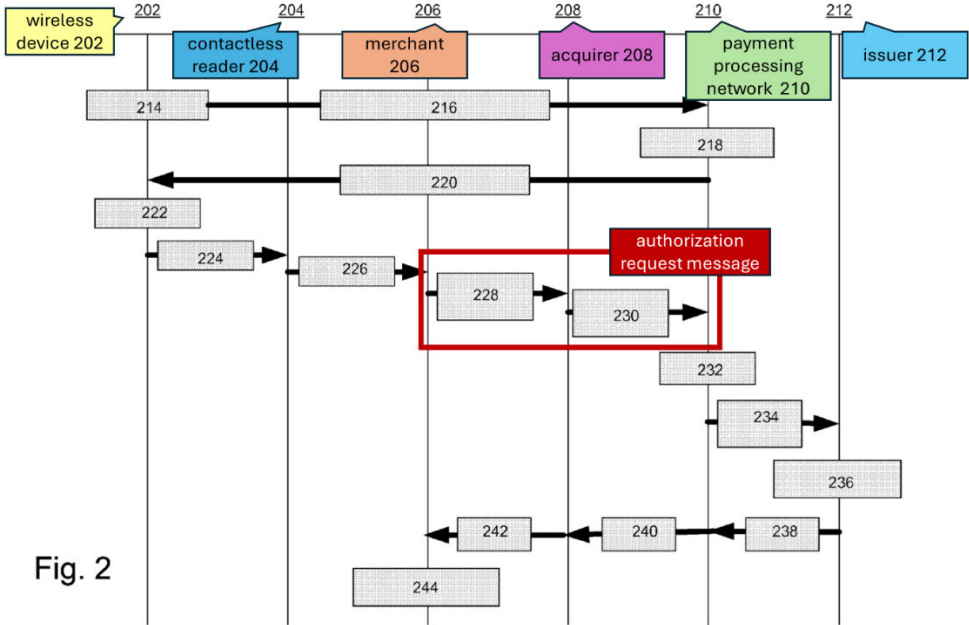 202 204 206 208 210 212
wireless
device 202
contactless
reader 204
merchant
206
acquirer 208
payment
processing
network 210
issuer 212
214
216
218
220
222
224
226
authorization
request message
228
230
232
234
236
242
240
238
244
Fig. 2